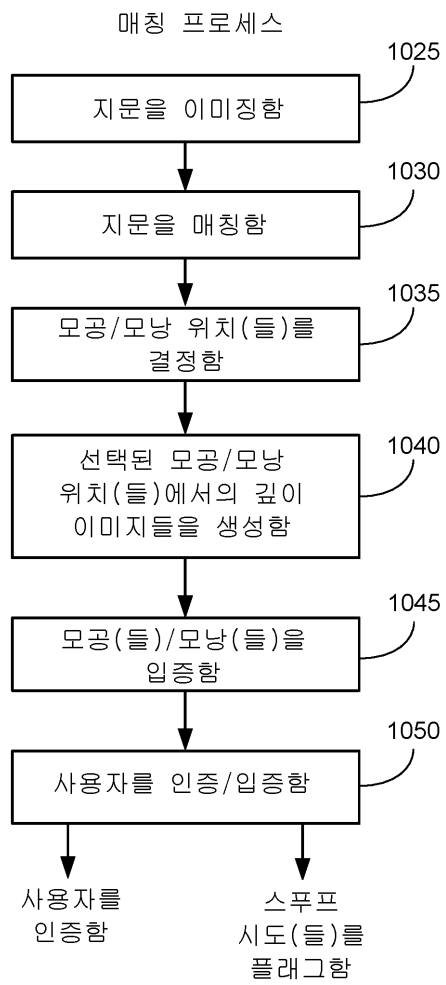 매칭 프로세스
1025
지문을 이미징함
1030
지문을 매칭함
1035
모공/모낭 위치(들)를
결정함
1040
선택된 모공/모낭
위치(들)에서의 깊이
이미지들을 생성함
1045
모공(들)/모낭(들)을
입증함
1050
사용자를 인증/입증함
사용자를
인증함
스푸프
시도(들)를
플래그함